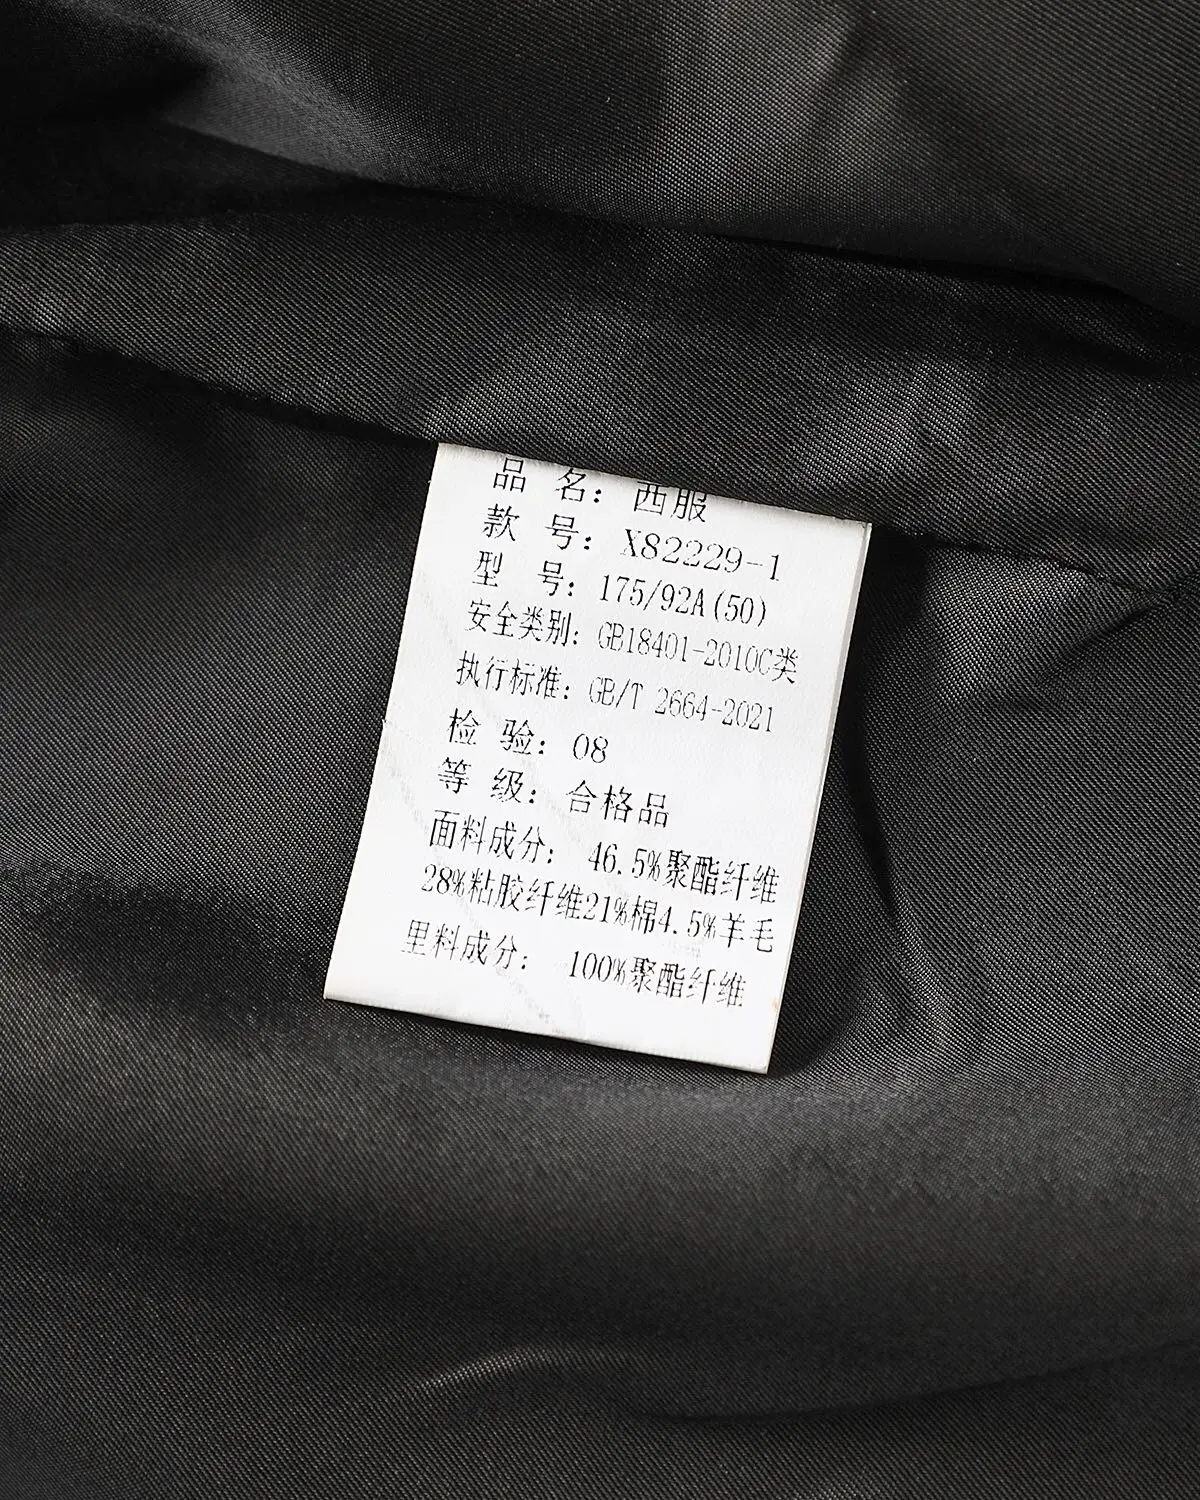 品 名: 西服
款 号: X82229-1
型 号: 175/92A(50)
安全类别: GB18401-2010C类
执行标准: GB/T 2664-2021
检 验: 08
等 级: 合格品
面料成分: 46.5%聚酯纤维
28%粘胶纤维21%棉4.5%羊毛
里料成分: 100%聚酯纤维